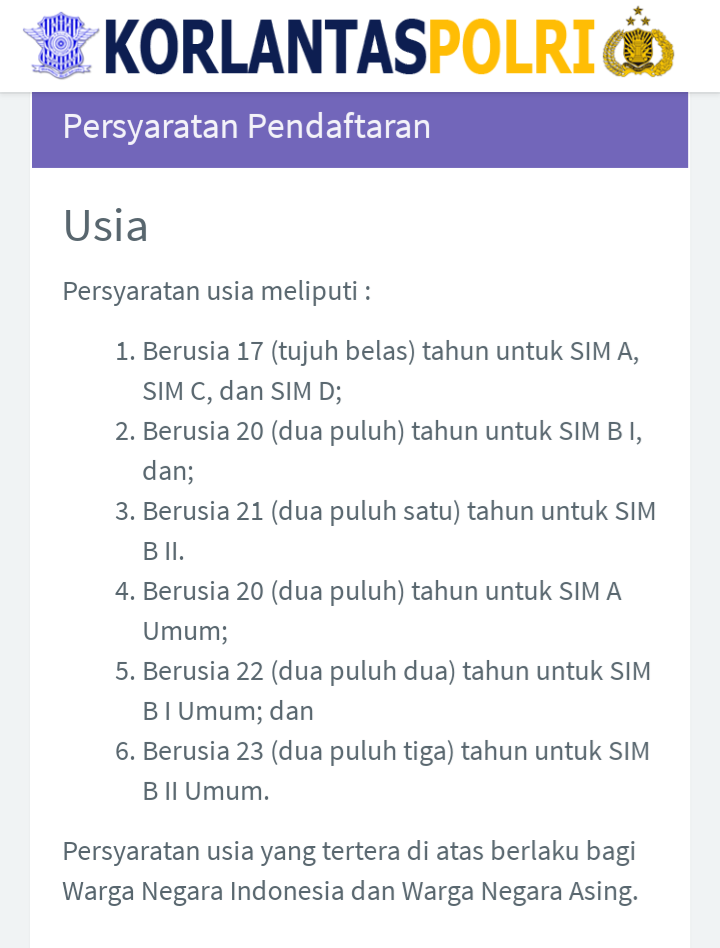 KORLANTASPOLRI
Persyaratan Pendaftaran
Usia
Persyaratan usia meliputi :
1. Berusia 17 (tujuh belas) tahun untuk SIM A,
SIM C, dan SIM D;
2. Berusia 20 (dua puluh) tahun untuk SIM B I,
dan;
3. Berusia 21 (dua puluh satu) tahun untuk SIM
B II.
4. Berusia 20 (dua puluh) tahun untuk SIM A
Umum;
5. Berusia 22 (dua puluh dua) tahun untuk SIM
B I Umum; dan
6. Berusia 23 (dua puluh tiga) tahun untuk SIM
B II Umum.
Persyaratan usia yang tertera di atas berlaku bagi
Warga Negara Indonesia dan Warga Negara Asing.